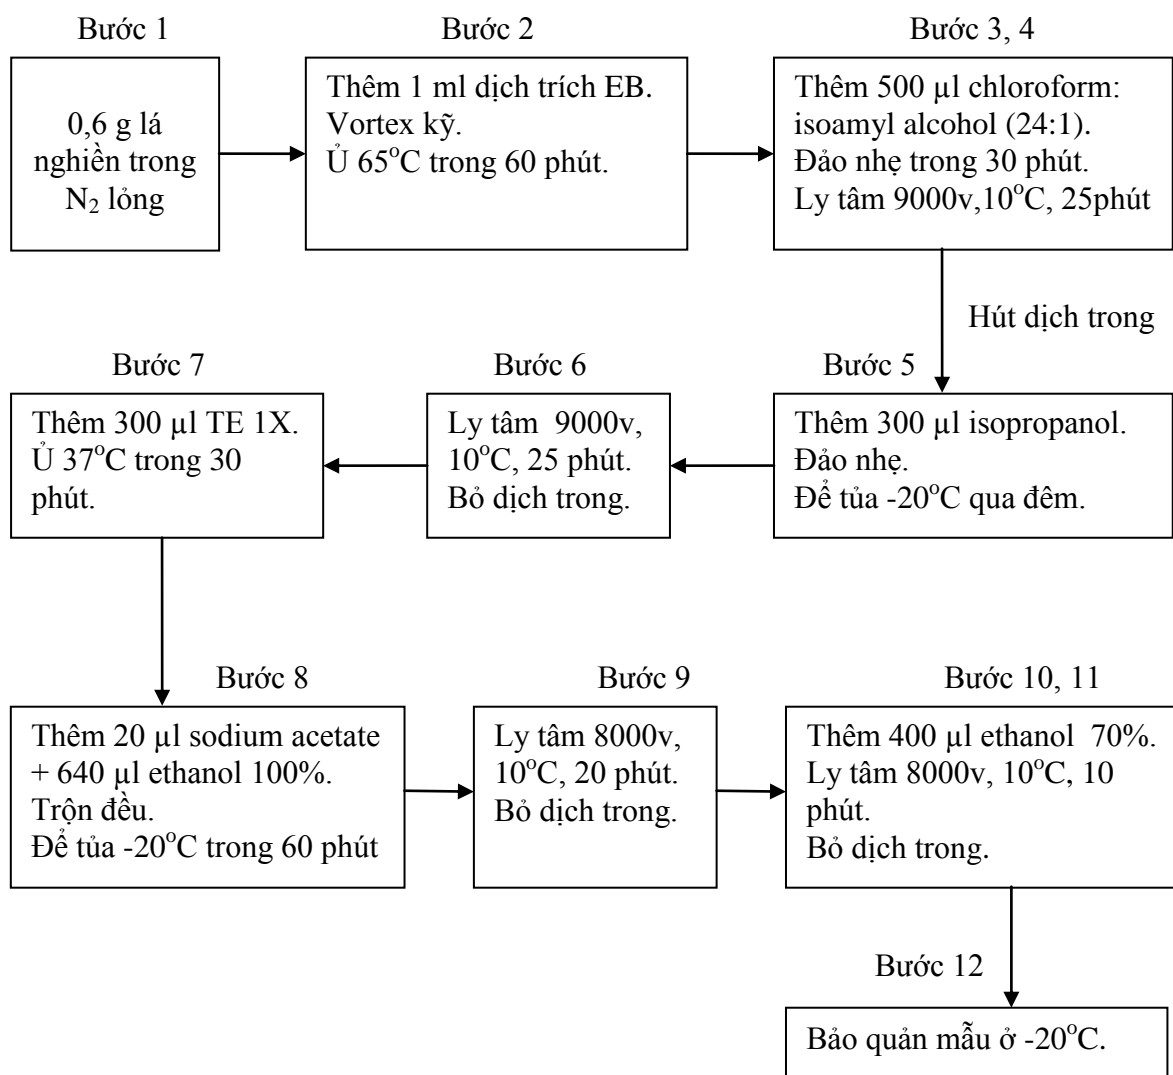 Bước 1
0,6 g lá
nghiền trong
N₂ lỏng
Bước 2
Thêm 1 ml dịch trích EB.
Vortex kỹ.
Ủ 65°C trong 60 phút.
Bước 3, 4
Thêm 500 µl chloroform:
isoamyl alcohol (24:1).
Đảo nhẹ trong 30 phút.
Ly tâm 9000v,10°C, 25phút
Hút dịch trong
Bước 5
Thêm 300 µl isopropanol.
Đảo nhẹ.
Để tủa -20°C qua đêm.
Bước 6
Ly tâm 9000v,
10°C, 25 phút.
Bỏ dịch trong.
Bước 7
Thêm 300 µl TE 1X.
Ủ 37°C trong 30
phút.
Bước 8
Thêm 20 µl sodium acetate
+ 640 µl ethanol 100%.
Trộn đều.
Để tủa -20°C trong 60 phút
Bước 9
Ly tâm 8000v,
10°C, 20 phút.
Bỏ dịch trong.
Bước 10, 11
Thêm 400 µl ethanol 70%.
Ly tâm 8000v, 10°C, 10
phút.
Bỏ dịch trong.
Bước 12
Bảo quản mẫu ở -20°C.